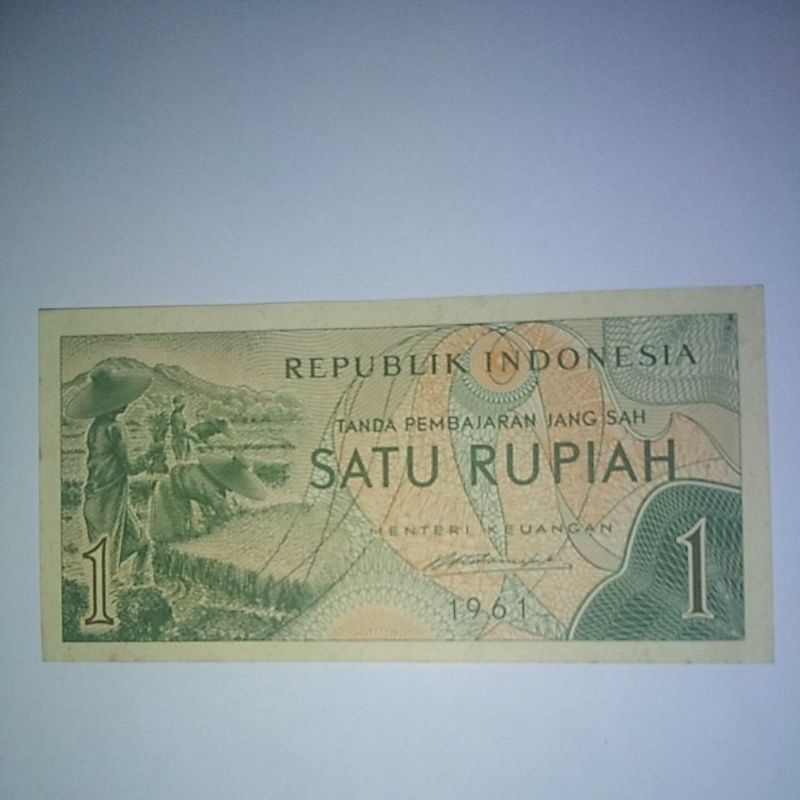 REPUBLIK INDONESIA
TANDA PEMBAJARAN JANG SAH
SATU RUPIAH
MENTERI KEUANGAN
1961
1 1